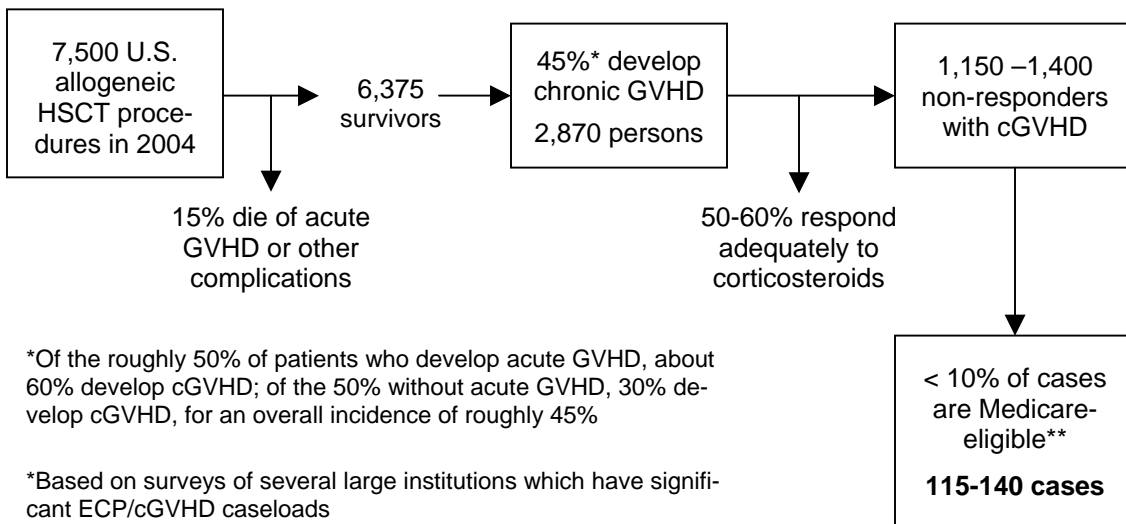 7,500 U.S.
allogeneic
HSCT proce-
dures in 2004
6,375
survivors
45%* develop
chronic GVHD
2,870 persons
1,150 –1,400
non-responders
with cGVHD
15% die of acute
GVHD or other
complications
50-60% respond
adequately to
corticosteroids
*Of the roughly 50% of patients who develop acute GVHD, about
60% develop cGVHD; of the 50% without acute GVHD, 30% de-
velop cGVHD, for an overall incidence of roughly 45%
*Based on surveys of several large institutions which have signifi-
cant ECP/cGVHD caseloads
< 10% of cases
are Medicare-
eligible**
115-140 cases